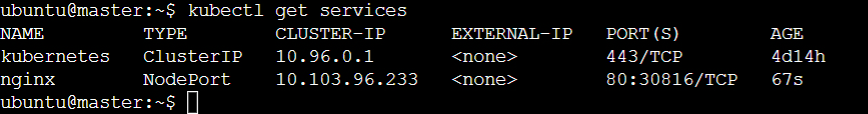 ubuntu@master:~$ kubectl get services
NAME TYPE CLUSTER-IP EXTERNAL-IP PORT(S) AGE
kubernetes ClusterIP 10.96.0.1 <none> 443/TCP 4d14h
nginx NodePort 10.103.96.233 <none> 80:30816/TCP 67s
ubuntu@master:~$